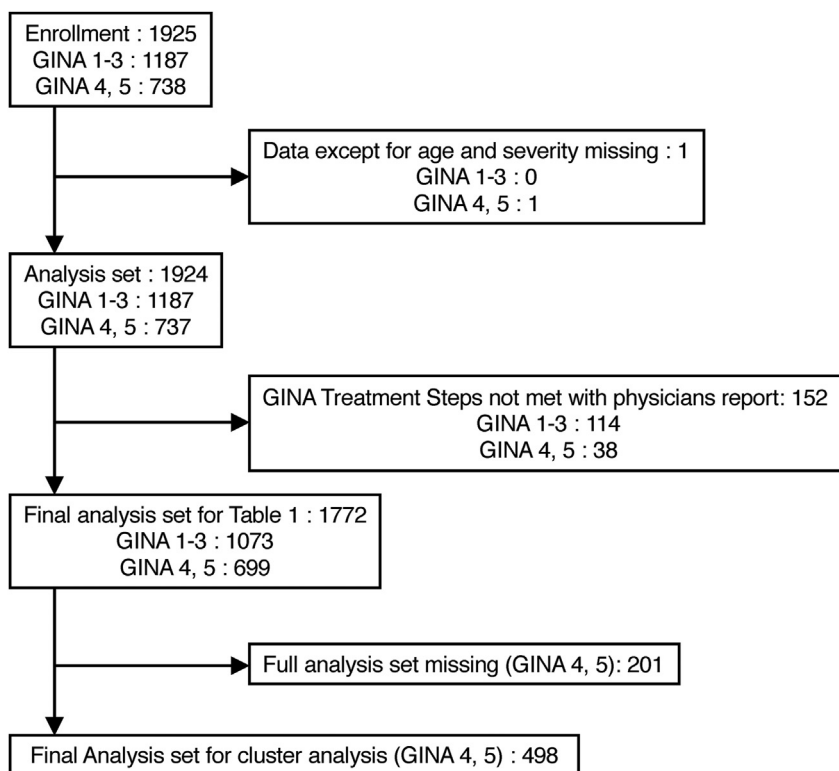 Enrollment : 1925
GINA 1-3 : 1187
GINA 4, 5 : 738
Data except for age and severity missing : 1
GINA 1-3 : 0
GINA 4, 5 : 1
Analysis set : 1924
GINA 1-3 : 1187
GINA 4, 5 : 737
GINA Treatment Steps not met with physicians report: 152
GINA 1-3 : 114
GINA 4, 5 : 38
Final analysis set for Table 1 : 1772
GINA 1-3 : 1073
GINA 4, 5 : 699
Full analysis set missing (GINA 4, 5): 201
Final Analysis set for cluster analysis (GINA 4, 5) : 498